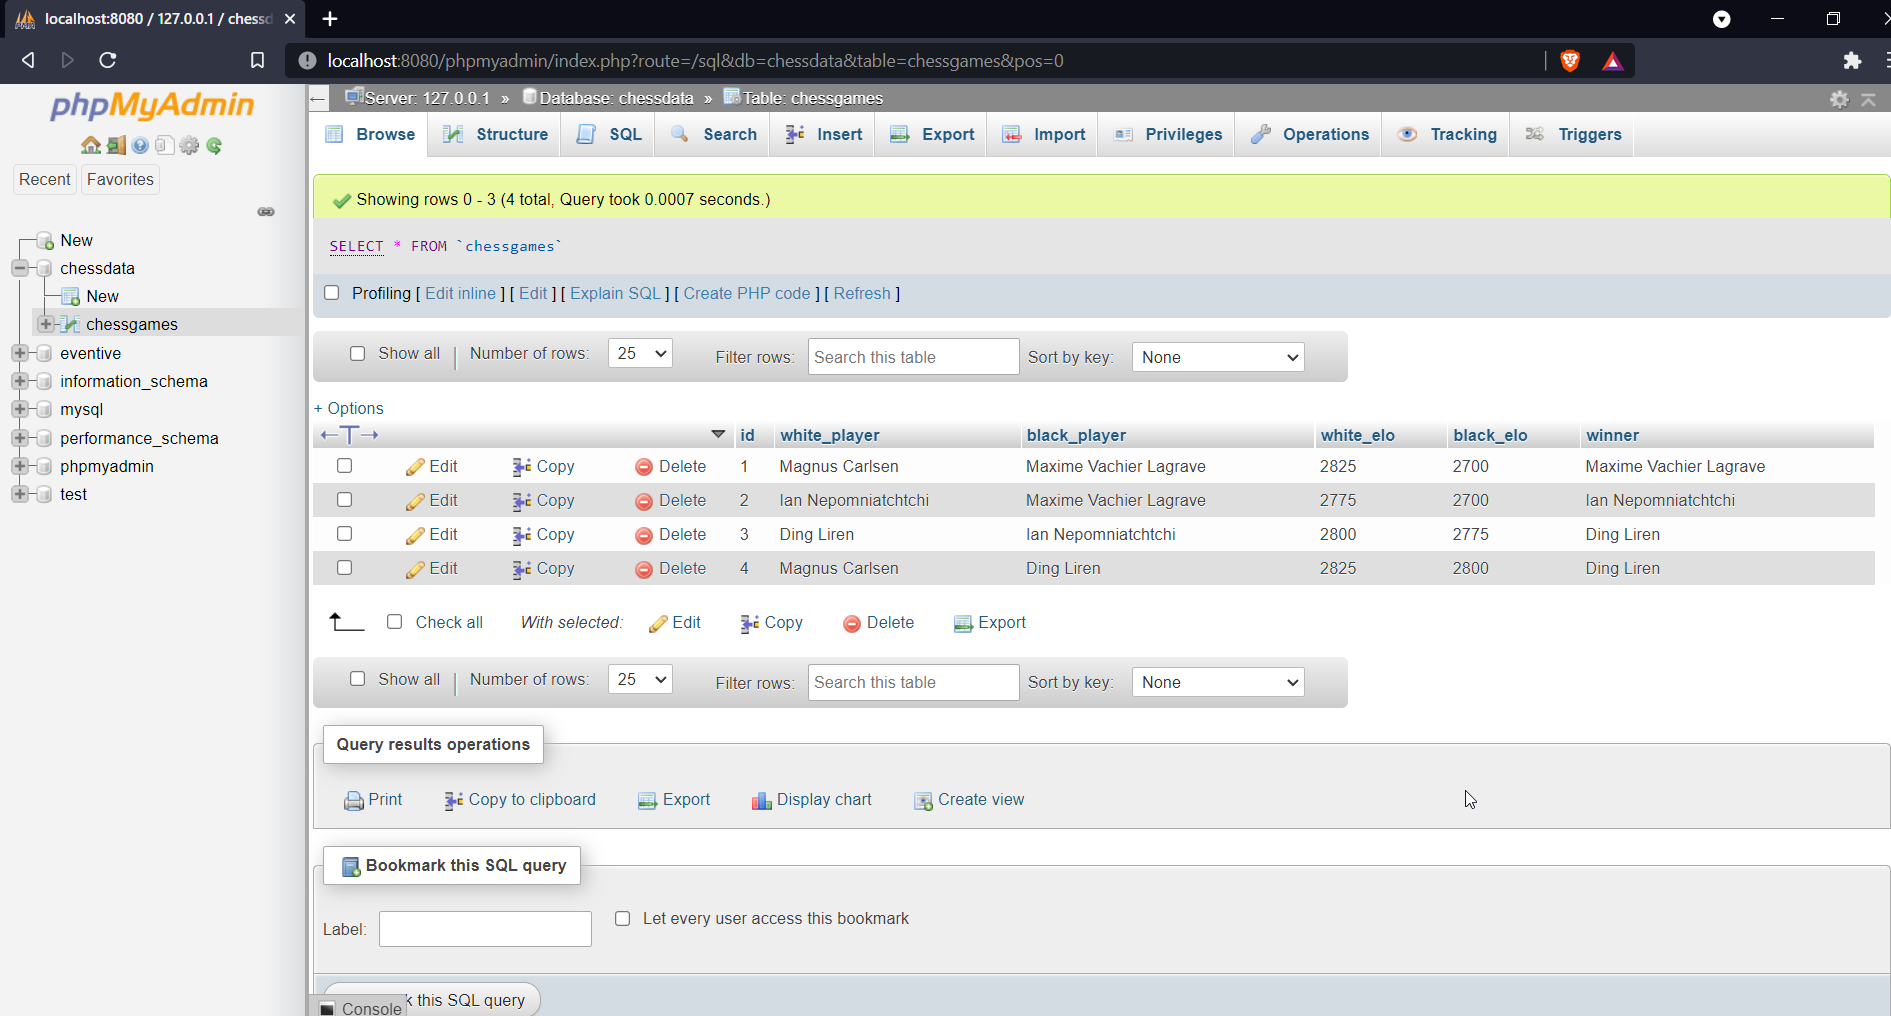 localhost:8080 / 127.0.0.1 / chessd
localhost:8080/phpmyadmin/index.php?route=/sql&db=chessdata&table=chessgames&pos=0
phpMyAdmin
Recent Favorites
New
chessdata
New
chessgames
eventive
information_schema
mysql
performance_schema
phpmyadmin
test
Server: 127.0.0.1 » Database: chessdata » Table: chessgames
Browse Structure SQL Search Insert Export Import Privileges Operations Tracking Triggers
Showing rows 0 - 3 (4 total, Query took 0.0007 seconds.)
SELECT * FROM `chessgames`
Profiling [ Edit inline ] [ Edit ] [ Explain SQL ] [ Create PHP code ] [ Refresh ]
Show all | Number of rows: 25 Filter rows: Search this table Sort by key: None
+ Options
←T→ id white_player black_player white_elo black_elo winner
Edit Copy Delete 1 Magnus Carlsen Maxime Vachier Lagrave 2825 2700 Maxime Vachier Lagrave
Edit Copy Delete 2 Ian Nepomniatchtchi Maxime Vachier Lagrave 2775 2700 Ian Nepomniatchtchi
Edit Copy Delete 3 Ding Liren Ian Nepomniatchtchi 2800 2775 Ding Liren
Edit Copy Delete 4 Magnus Carlsen Ding Liren 2825 2800 Ding Liren
Check all With selected: Edit Copy Delete Export
Show all | Number of rows: 25 Filter rows: Search this table Sort by key: None
Query results operations
Print Copy to clipboard Export Display chart Create view
Bookmark this SQL query
Label: Let every user access this bookmark
k this SQL query
Console